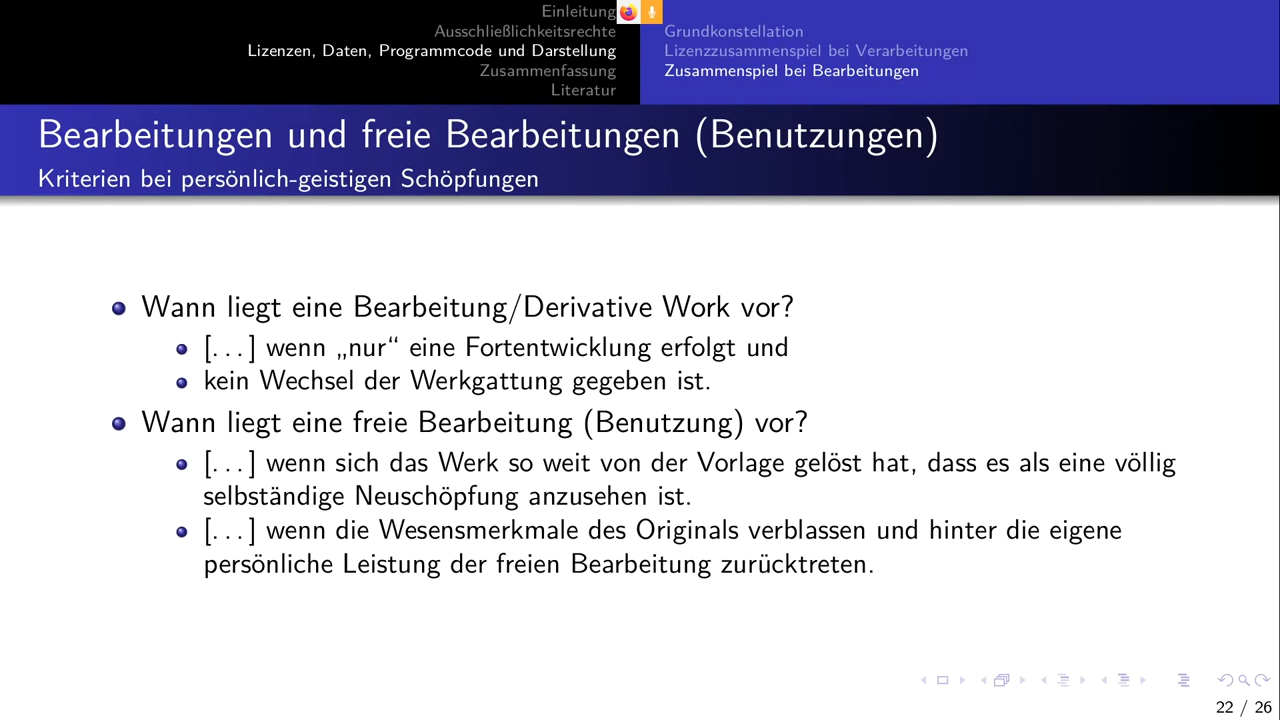 Einleitung
Ausschließlichkeitsrechte
Lizenzen, Daten, Programmcode und Darstellung
Zusammenfassung
Literatur
Grundkonstellation
Lizenzzusammenspiel bei Verarbeitungen
Zusammenspiel bei Bearbeitungen
Bearbeitungen und freie Bearbeitungen (Benutzungen)
Kriterien bei persönlich-geistigen Schöpfungen
Wann liegt eine Bearbeitung/Derivative Work vor?
[...] wenn „nur“ eine Fortentwicklung erfolgt und
kein Wechsel der Werkgattung gegeben ist.
Wann liegt eine freie Bearbeitung (Benutzung) vor?
[...] wenn sich das Werk so weit von der Vorlage gelöst hat, dass es als eine völlig
selbständige Neuschöpfung anzusehen ist.
[...] wenn die Wesensmerkmale des Originals verblassen und hinter die eigene
persönliche Leistung der freien Bearbeitung zurücktreten.
22 / 26